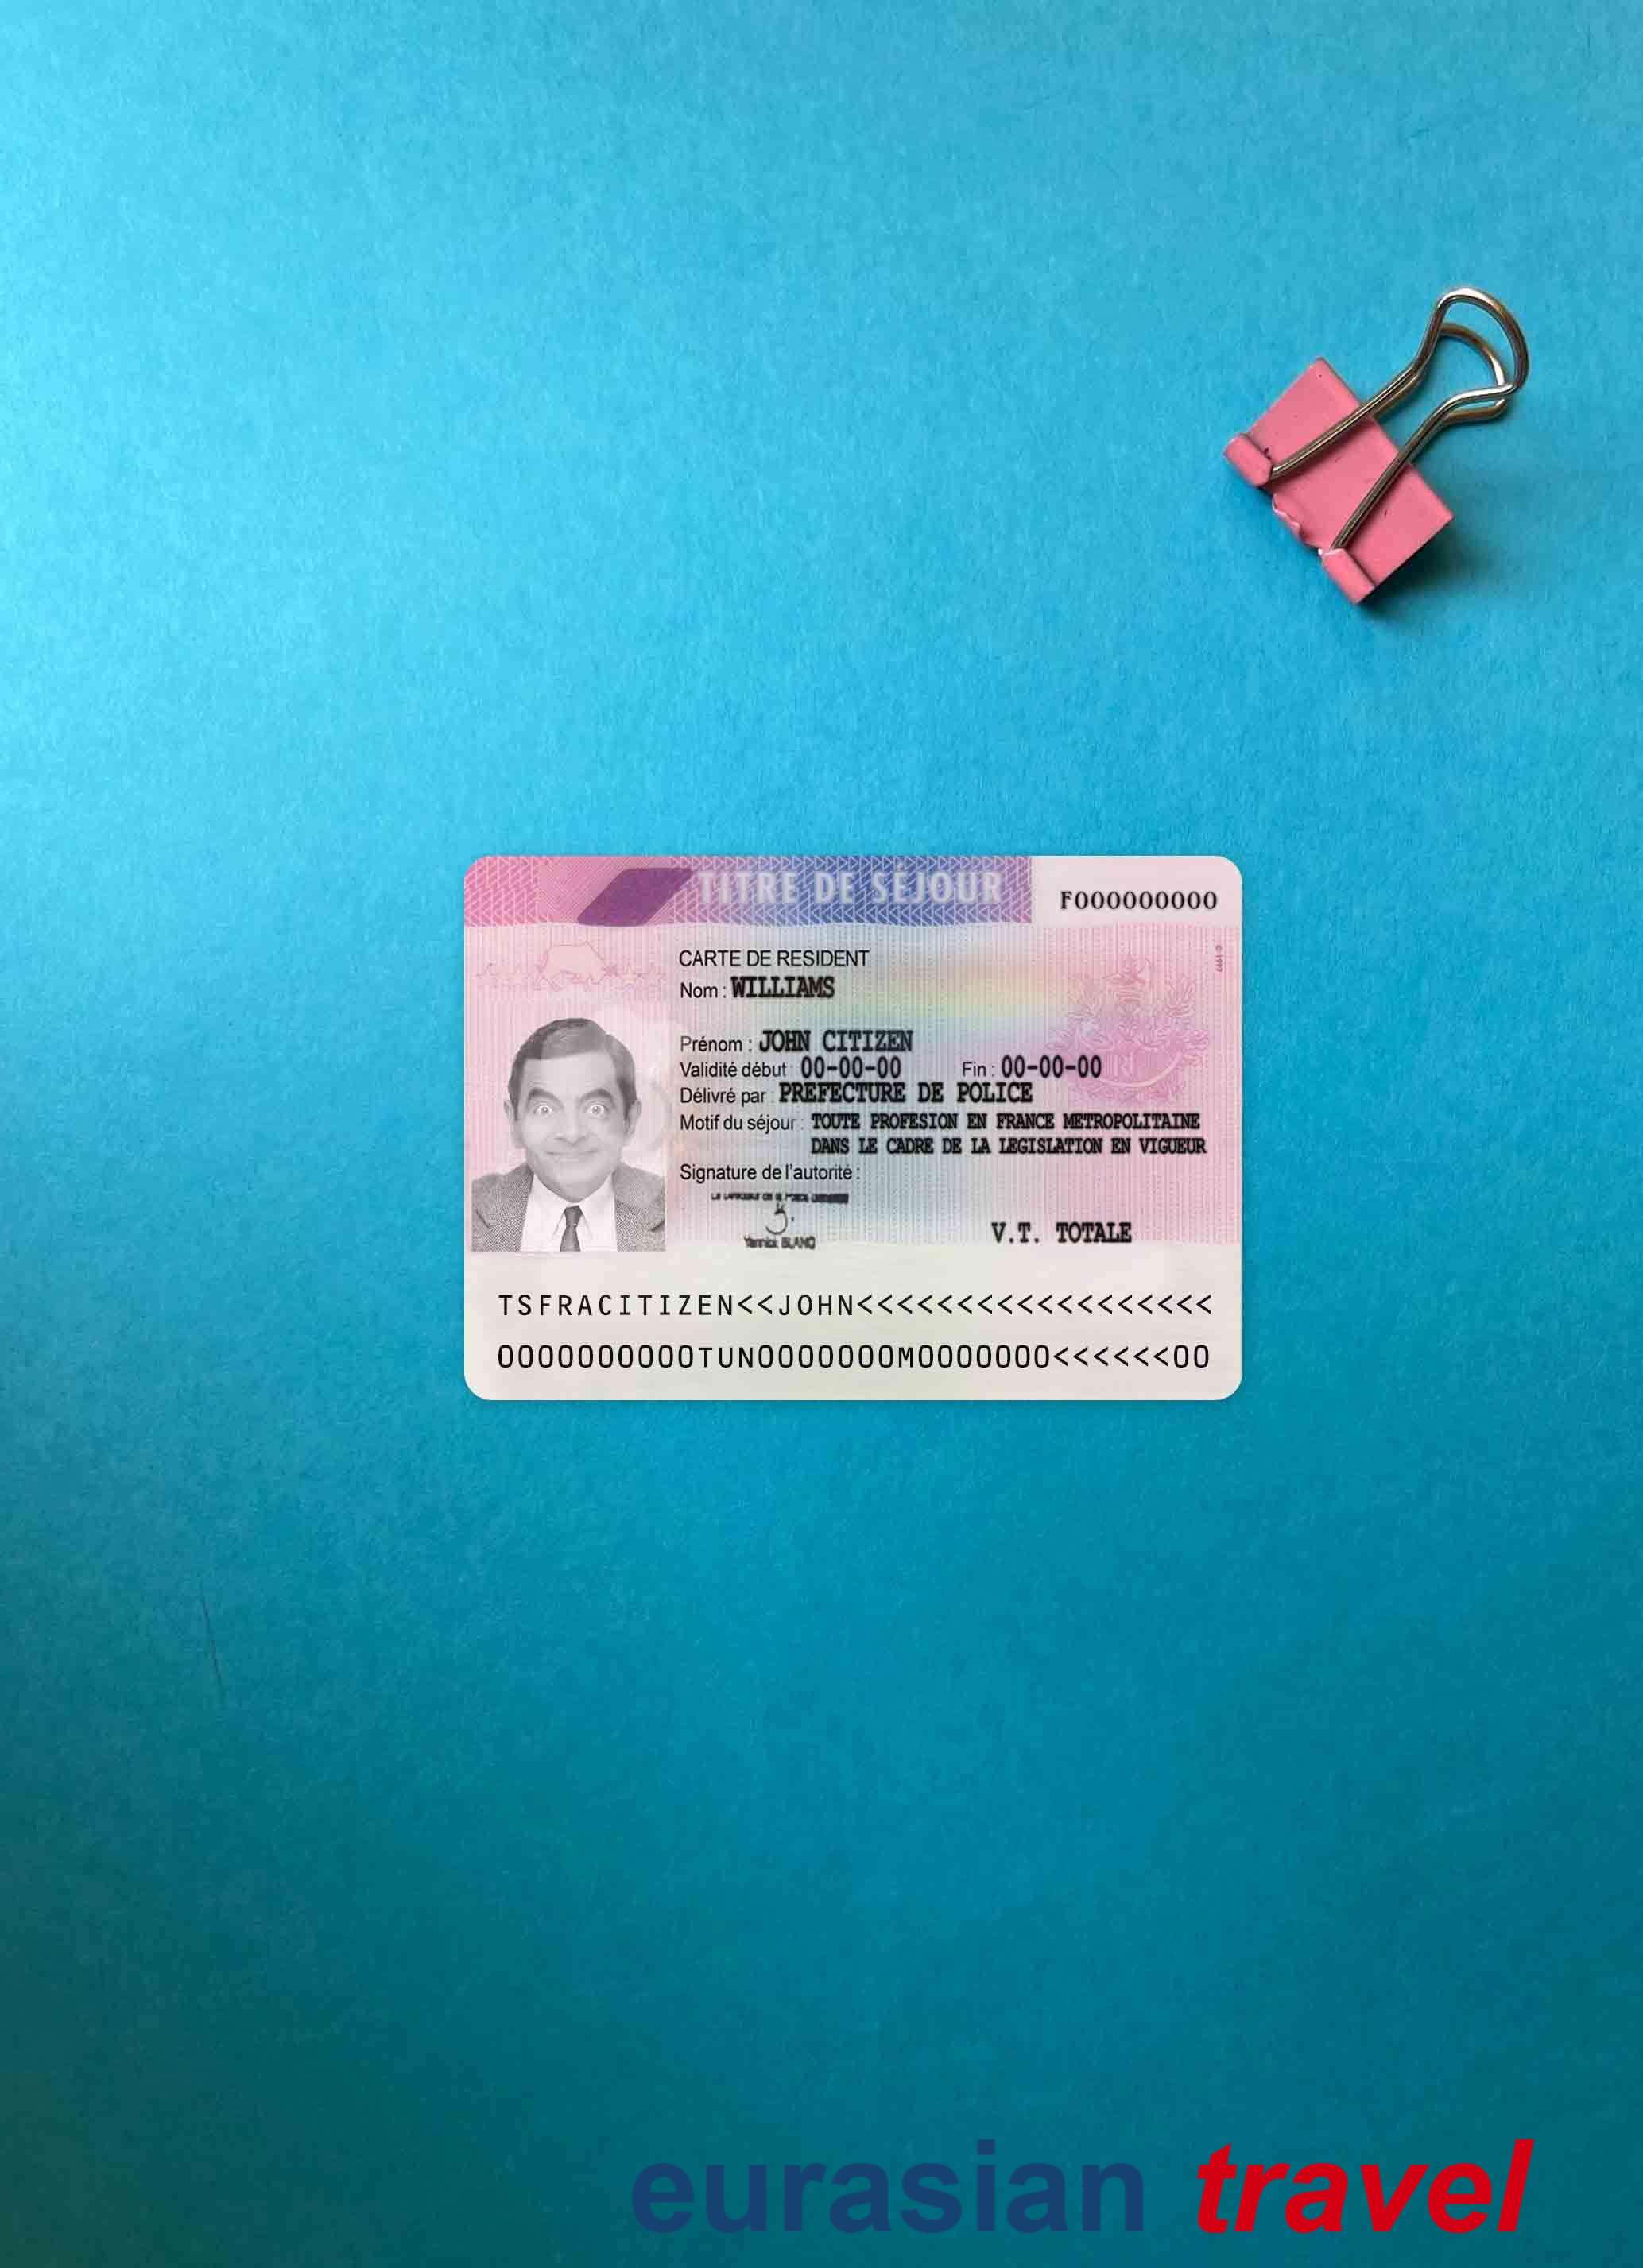 TITRE DE SÉJOUR
F000000000
CARTE DE RESIDENT
Nom : WILLIAMS
Prénom : JOHN CITIZEN
Validité début : 00-00-00 Fin : 00-00-00
Délivré par : PREFECTURE DE POLICE
Motif du séjour : TOUTE PROFESION EN FRANCE METROPOLITAINE
DANS LE CADRE DE LA LEGISLATION EN VIGUEUR
Signature de l'autorité :
Yannick BLANC
V.T. TOTALE
RF
TSFRACITIZEN<<JOHN<<<<<<<<<<<<<<<<<<
0000000000TUN0000000M0000000<<<<<<00
eurasian travel